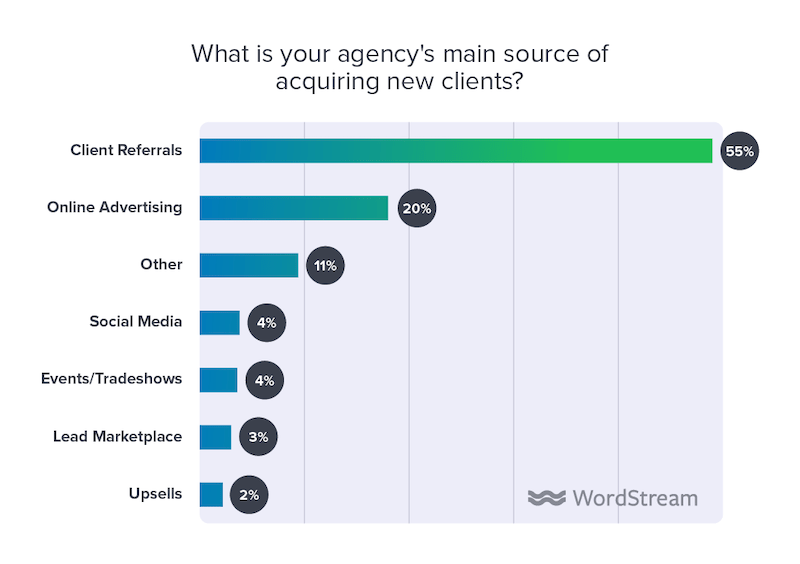 What is your agency's main source of
acquiring new clients?
Client Referrals 55%
Online Advertising 20%
Other 11%
Social Media 4%
Events/Tradeshows 4%
Lead Marketplace 3%
Upsells 2%
WordStream